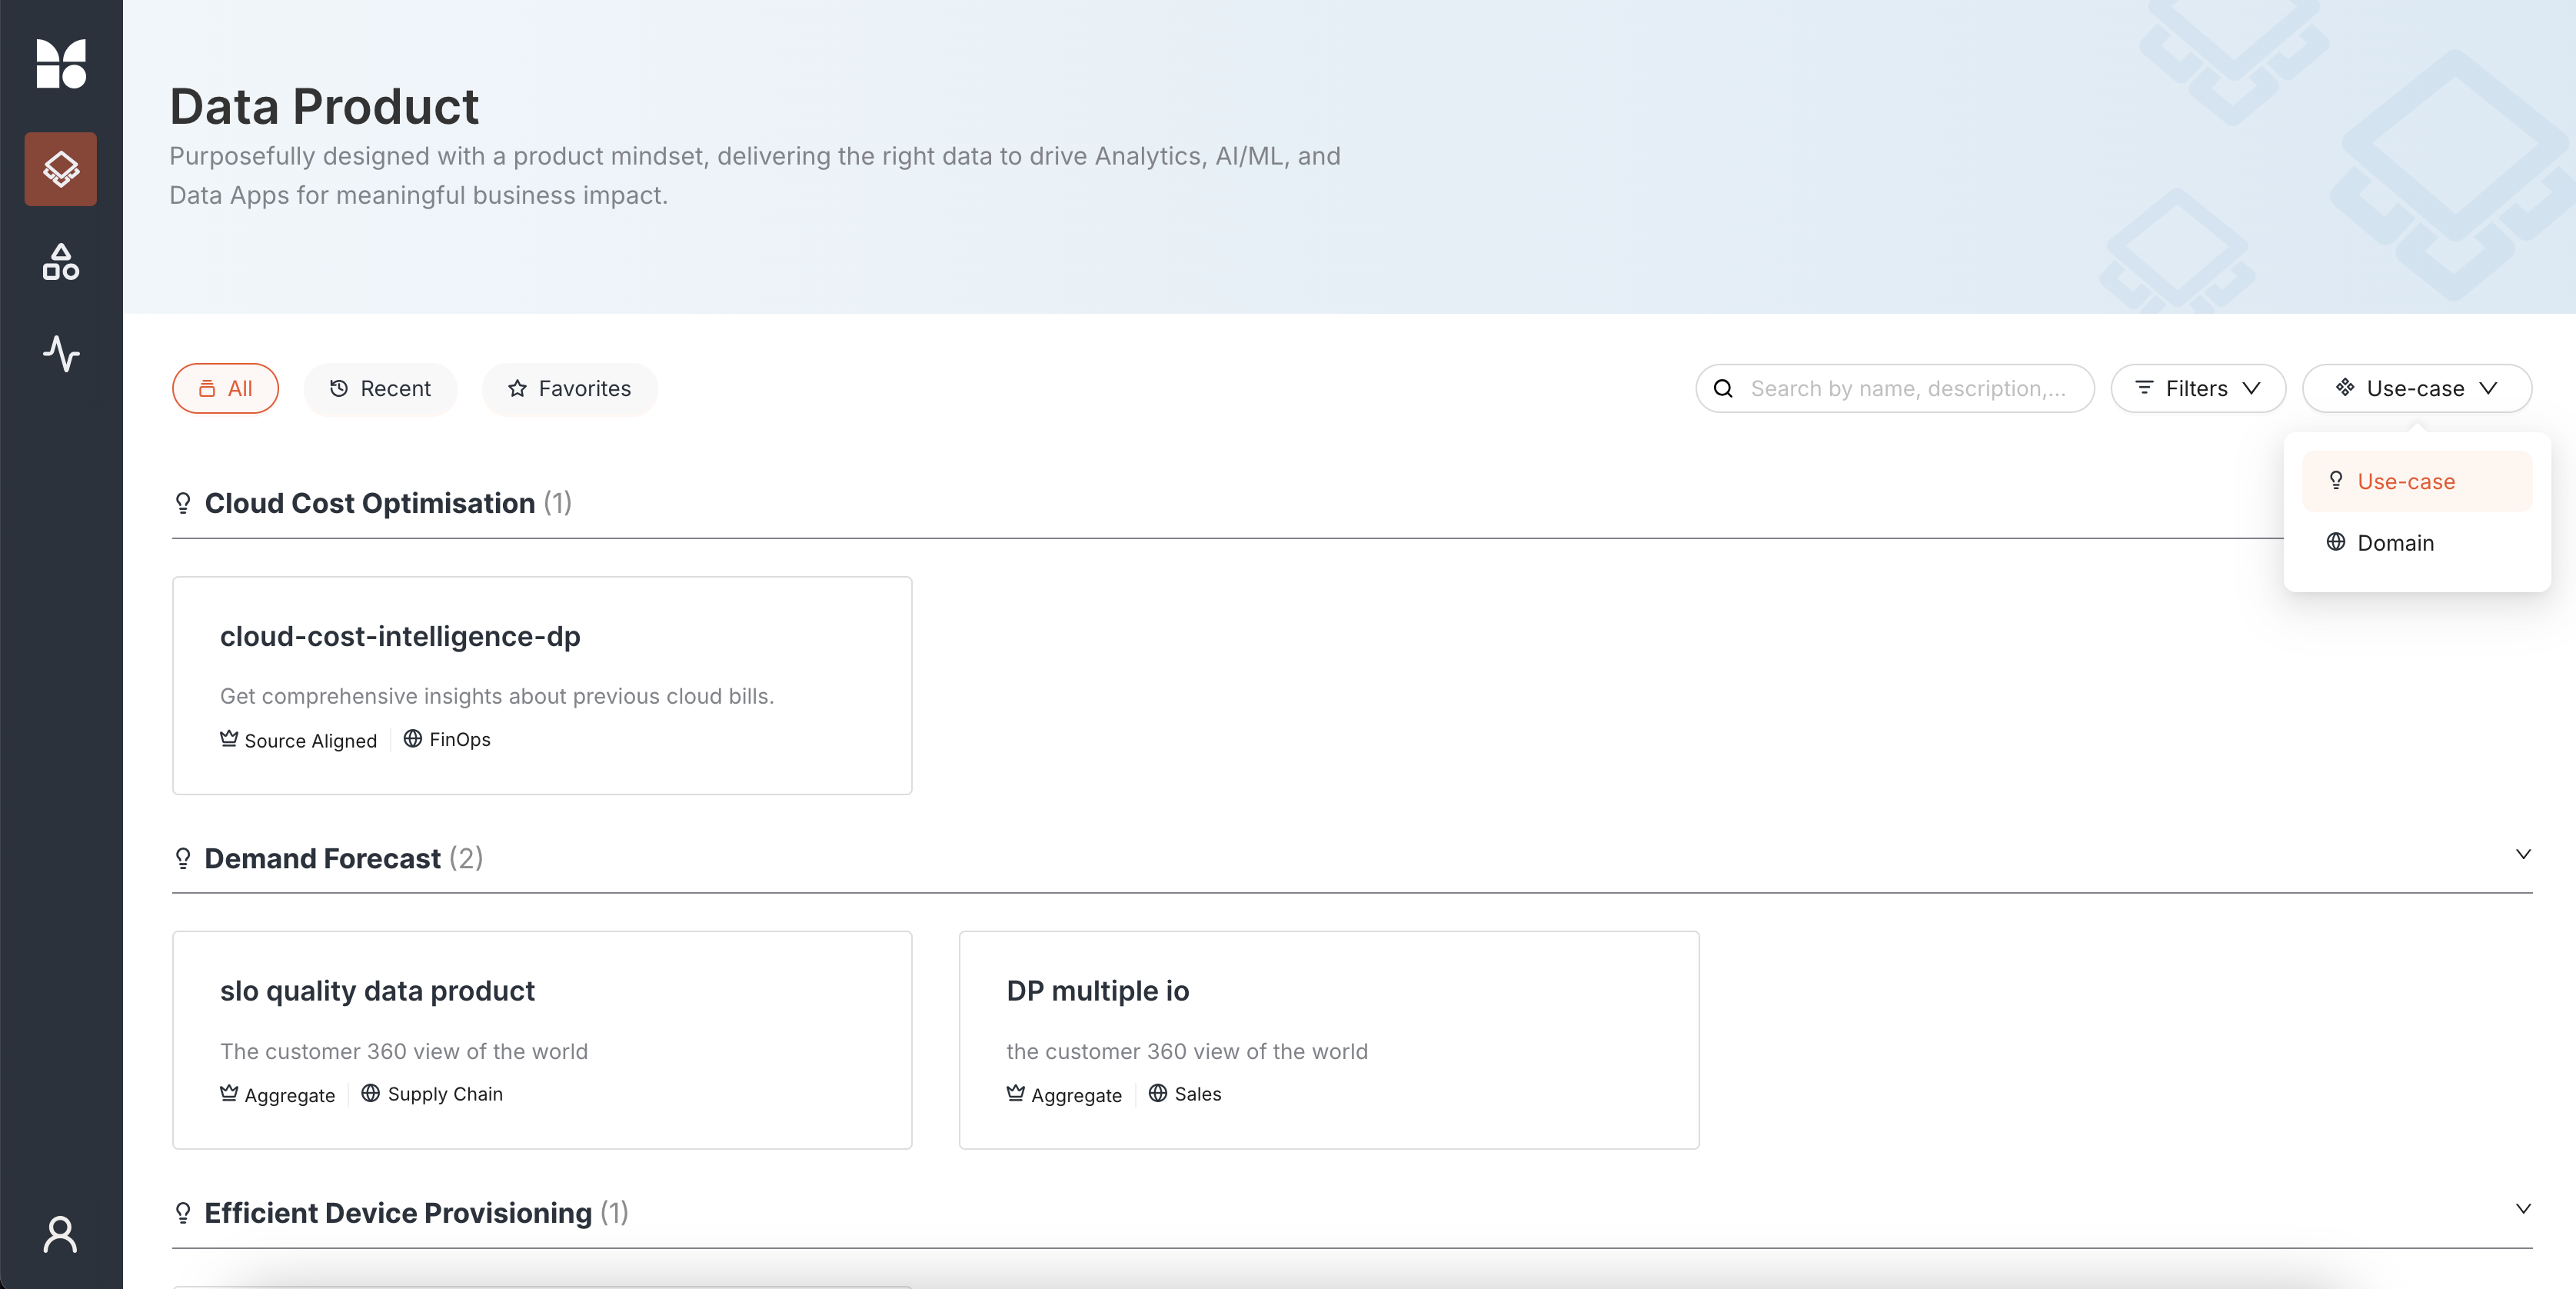 Data Product
Purposefully designed with a product mindset, delivering the right data to drive Analytics, AI/ML, and
Data Apps for meaningful business impact.
All
Recent
Favorites
Search by name, description,...
Filters
Use-case
Use-case
Domain
Cloud Cost Optimisation (1)
cloud-cost-intelligence-dp
Get comprehensive insights about previous cloud bills.
Source Aligned
FinOps
Demand Forecast (2)
slo quality data product
The customer 360 view of the world
Aggregate
Supply Chain
DP multiple io
the customer 360 view of the world
Aggregate
Sales
Efficient Device Provisioning (1)